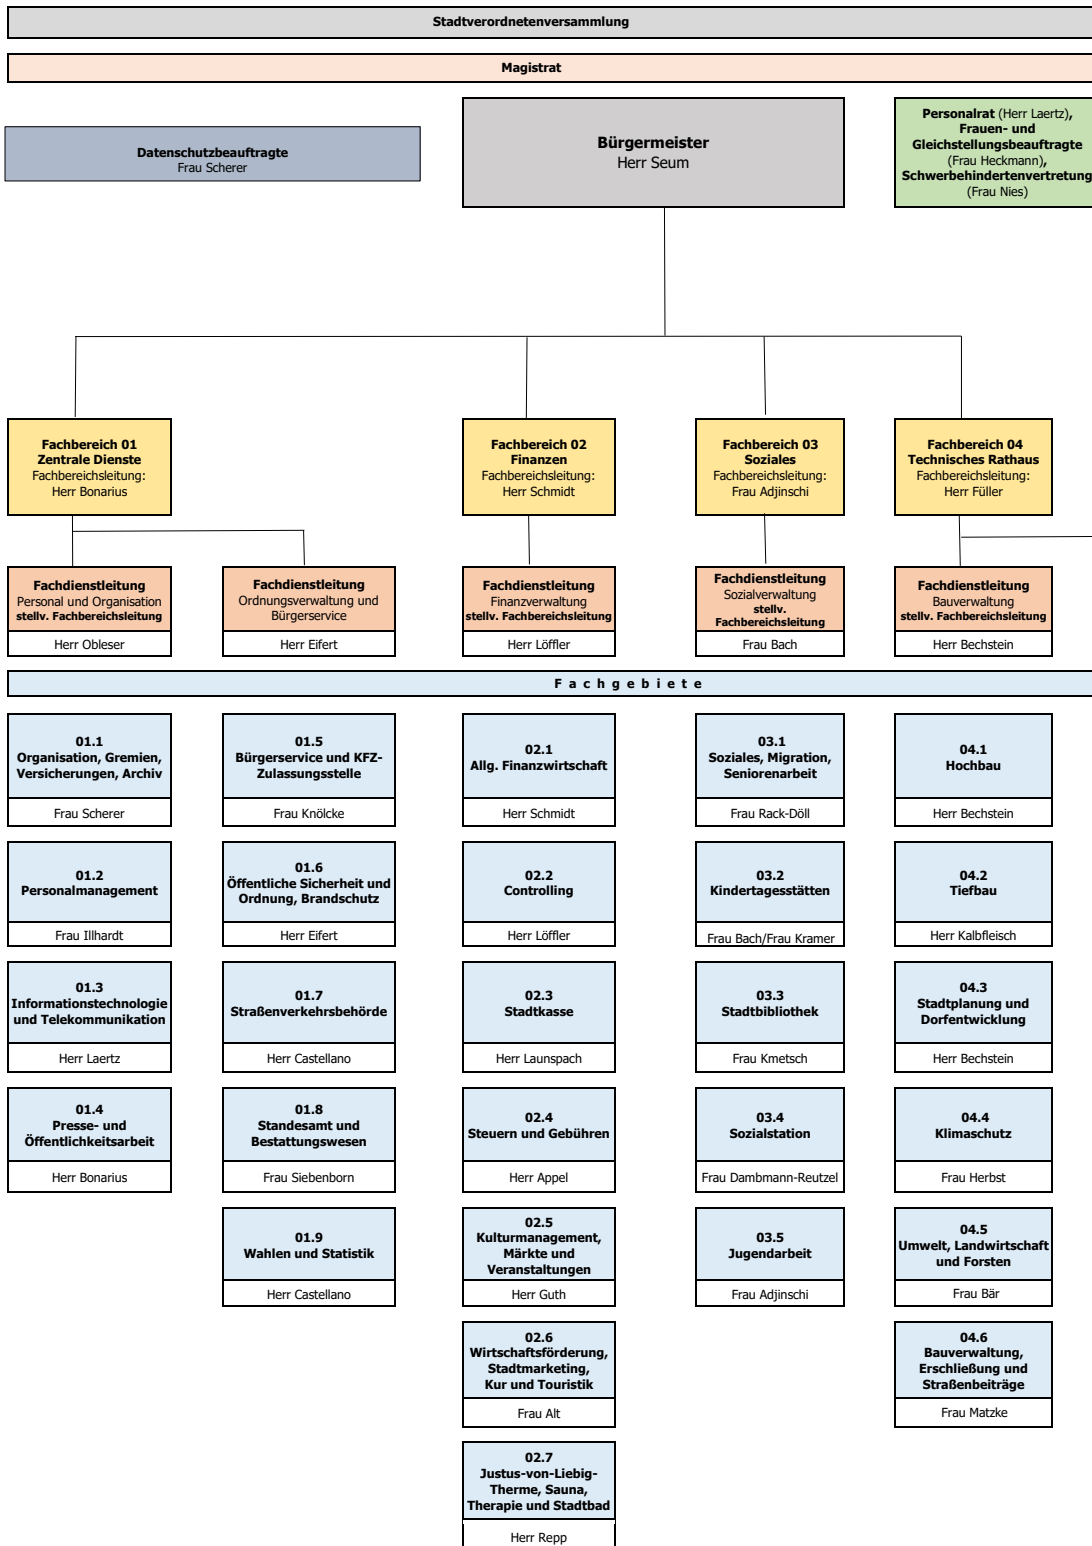 Stadtverordnetenversammlung
Magistrat
Datenschutzbeauftragte
Frau Scherer
Bürgermeister
Herr Seum
Personalrat (Herr Laertz),
Frauen- und
Gleichstellungsbeauftragte
(Frau Heckmann),
Schwerbehindertenvertretung
(Frau Nies)
Fachbereich 01
Zentrale Dienste
Fachbereichsleitung:
Herr Bonarius
Fachbereich 02
Finanzen
Fachbereichsleitung:
Herr Schmidt
Fachbereich 03
Soziales
Fachbereichsleitung:
Frau Adjinschi
Fachbereich 04
Technisches Rathaus
Fachbereichsleitung:
Herr Füller
Fachdienstleitung
Personal und Organisation
stellv. Fachbereichsleitung
Herr Obleser
Fachdienstleitung
Ordnungsverwaltung und
Bürgerservice
Herr Eifert
Fachdienstleitung
Finanzverwaltung
stellv. Fachbereichsleitung
Herr Löffler
Fachdienstleitung
Sozialverwaltung
stellv.
Fachbereichsleitung
Frau Bach
Fachdienstleitung
Bauverwaltung
stellv. Fachbereichsleitung
Herr Bechstein
F a c h g e b i e t e
01.1
Organisation, Gremien,
Versicherungen, Archiv
Frau Scherer
01.5
Bürgerservice und KFZ-
Zulassungsstelle
Frau Knölcke
02.1
Allg. Finanzwirtschaft
Herr Schmidt
03.1
Soziales, Migration,
Seniorenarbeit
Frau Rack-Döll
04.1
Hochbau
Herr Bechstein
01.2
Personalmanagement
Frau Illhardt
01.6
Öffentliche Sicherheit und
Ordnung, Brandschutz
Herr Eifert
02.2
Controlling
Herr Löffler
03.2
Kindertagesstätten
Frau Bach/Frau Kramer
04.2
Tiefbau
Herr Kalbfleisch
01.3
Informationstechnologie
und Telekommunikation
Herr Laertz
01.7
Straßenverkehrsbehörde
Herr Castellano
02.3
Stadtkasse
Herr Launspach
03.3
Stadtbibliothek
Frau Kmetsch
04.3
Stadtplanung und
Dorfentwicklung
Herr Bechstein
01.4
Presse- und
Öffentlichkeitsarbeit
Herr Bonarius
01.8
Standesamt und
Bestattungswesen
Frau Siebenborn
02.4
Steuern und Gebühren
Herr Appel
03.4
Sozialstation
Frau Dambmann-Reutzel
04.4
Klimaschutz
Frau Herbst
01.9
Wahlen und Statistik
Herr Castellano
02.5
Kulturmanagement,
Märkte und
Veranstaltungen
Herr Guth
03.5
Jugendarbeit
Frau Adjinschi
04.5
Umwelt, Landwirtschaft
und Forsten
Frau Bär
02.6
Wirtschaftsförderung,
Stadtmarketing,
Kur und Touristik
Frau Alt
04.6
Bauverwaltung,
Erschließung und
Straßenbeiträge
Frau Matzke
02.7
Justus-von-Liebig-
Therme, Sauna,
Therapie und Stadtbad
Herr Repp